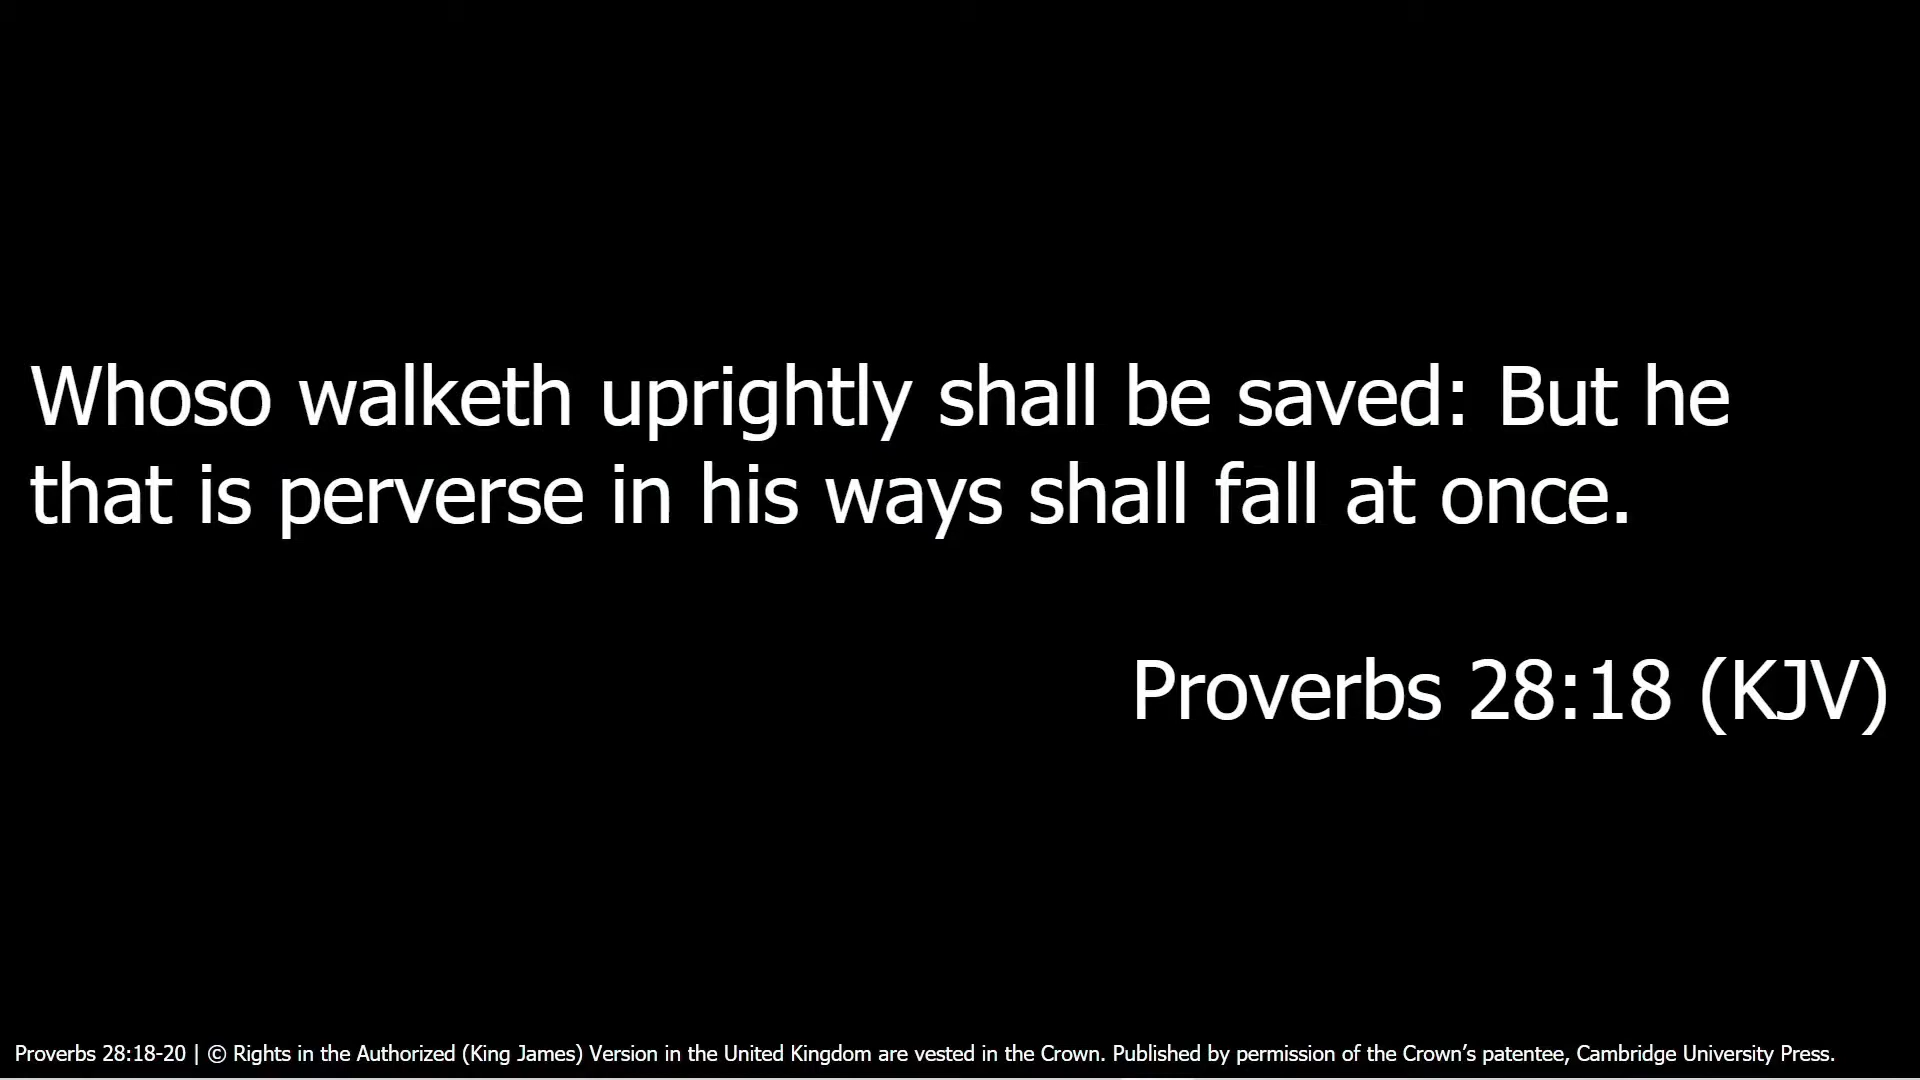 Whoso walketh uprightly shall be saved: But he
that is perverse in his ways shall fall at once.
Proverbs 28:18 (KJV)
Proverbs 28:18-20 | © Rights in the Authorized (King James) Version in the United Kingdom are vested in the Crown. Published by permission of the Crown’s patentee, Cambridge University Press.